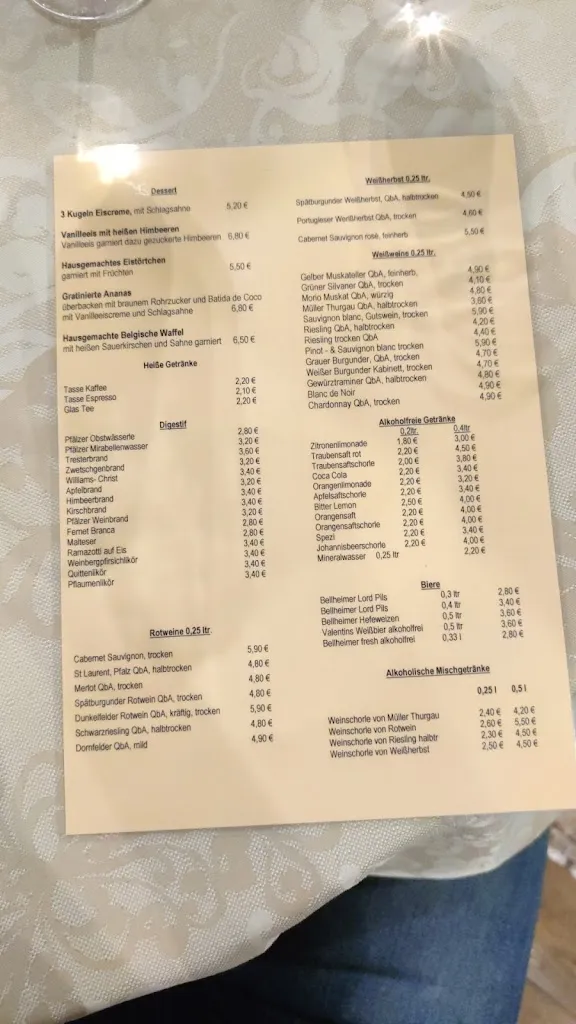 Dessert
3 Kugeln Eiscreme, mit Schlagsahne 5,20 €
Vanilleeis mit heißen Himbeeren
Vanilleeis garniert dazu gezuckerte Himbeeren 6,80 €
Hausgemachtes Eistörtchen
garniert mit Früchten 5,50 €
Gratinierte Ananas
überbacken mit braunem Rohrzucker und Batida de Coco
mit Vanilleeiscreme und Schlagsahne 6,80 €
Hausgemachte Belgische Waffel
mit heißen Sauerkirschen und Sahne garniert 6,50 €
Heiße Getränke
Tasse Kaffee 2,20 €
Tasse Espresso 2,10 €
Glas Tee 2,20 €
Digestif
Pfälzer Obstwässerle 2,80 €
Pfälzer Mirabellenwasser 3,20 €
Tresterbrand 3,60 €
Zwetschgenbrand 3,20 €
Williams- Christ 3,40 €
Apfelbrand 3,20 €
Himbeerbrand 3,40 €
Kirschbrand 3,40 €
Pfälzer Weinbrand 3,20 €
Fernet Branca 2,80 €
Malteser 2,80 €
Ramazotti auf Eis 3,40 €
Weinbergpfirsichlikör 3,40 €
Quittenlikör 3,40 €
Pflaumenlikör 3,40 €
Rotweine 0,25 ltr.
Cabernet Sauvignon, trocken 5,90 €
St Laurent, Pfalz QbA, halbtrocken 4,80 €
Merlot QbA, trocken 4,80 €
Spätburgunder Rotwein QbA, trocken 4,80 €
Dunkelfelder Rotwein QbA, kräftig, trocken 5,90 €
Schwarzriesling QbA, halbtrocken 4,80 €
Dornfelder QbA, mild 4,90 €
Weißherbst 0,25 ltr.
Spätburgunder Weißherbst, QbA, halbtrocken 4,50 €
Portugieser Weißherbst QbA, trocken 4,60 €
Cabernet Sauvignon rosé, feinherb 5,50 €
Weißweine 0,25 ltr.
Gelber Muskateller QbA, feinherb, 4,90 €
Grüner Silvaner QbA, trocken 4,10 €
Morio Muskat QbA, würzig 4,80 €
Müller Thurgau QbA, halbtrocken 3,60 €
Sauvignon blanc, Gutswein, trocken 5,90 €
Riesling QbA, halbtrocken 4,20 €
Riesling trocken QbA 4,40 €
Pinot - & Sauvignon blanc trocken 5,90 €
Grauer Burgunder, QbA, trocken 4,70 €
Weißer Burgunder Kabinett, trocken 4,70 €
Gewürztraminer QbA, halbtrocken 4,80 €
Blanc de Noir 4,90 €
Chardonnay QbA, trocken 4,90 €
Alkoholfreie Getränke
0,2ltr. 0,4ltr
Zitronenlimonade 1,80 € 3,00 €
Traubensaft rot 2,20 € 4,50 €
Traubensaftschorle 2,00 € 3,80 €
Coca Cola 2,20 € 3,40 €
Orangenlimonade 2,20 € 3,20 €
Apfelsaftschorle 2,20 € 3,40 €
Bitter Lemon 2,50 € 4,00 €
Orangensaft 2,20 € 4,00 €
Orangensaftschorle 2,20 € 4,00 €
Spezi 2,20 € 3,40 €
Johannisbeerschorle 2,20 € 4,00 €
Mineralwasser 0,25 ltr 2,20 €
Biere
Bellheimer Lord Pils 0,3 ltr 2,80 €
Bellheimer Lord Pils 0,4 ltr 3,40 €
Bellheimer Hefeweizen 0,5 ltr 3,60 €
Valentins Weißbier alkoholfrei 0,5 ltr 3,60 €
Bellheimer fresh alkoholfrei 0,33 l 2,80 €
Alkoholische Mischgetränke
0,25 l 0,5 l
Weinschorle von Müller Thurgau 2,40 € 4,20 €
Weinschorle von Rotwein 2,60 € 5,50 €
Weinschorle von Riesling halbtr 2,30 € 4,50 €
Weinschorle von Weißherbst 2,50 € 4,50 €